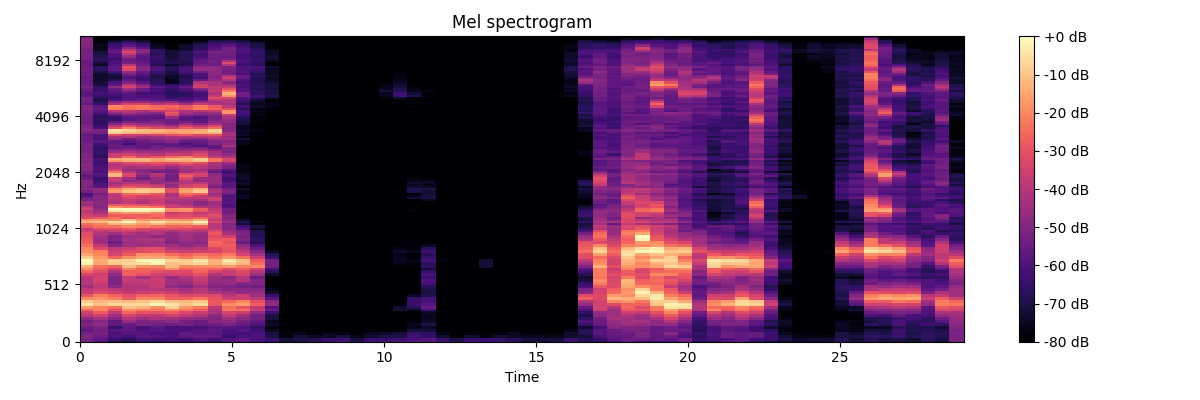 Mel spectrogram
Hz
8192
4096
2048
1024
512
0
0 5 10 15 20 25
Time
+0 dB
-10 dB
-20 dB
-30 dB
-40 dB
-50 dB
-60 dB
-70 dB
-80 dB